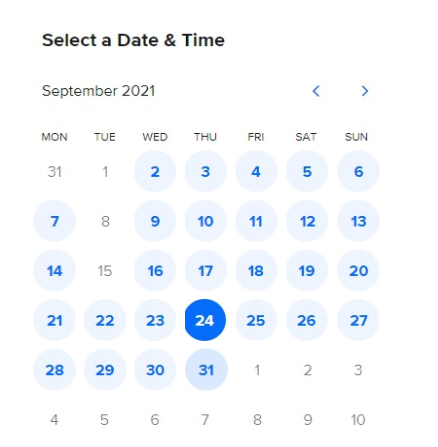 Select a Date & Time
September 2021
MON TUE WED THU FRI SAT SUN
31 1 2 3 4 5 6
7 8 9 10 11 12 13
14 15 16 17 18 19 20
21 22 23 24 25 26 27
28 29 30 31 1 2 3
4 5 6 7 8 9 10